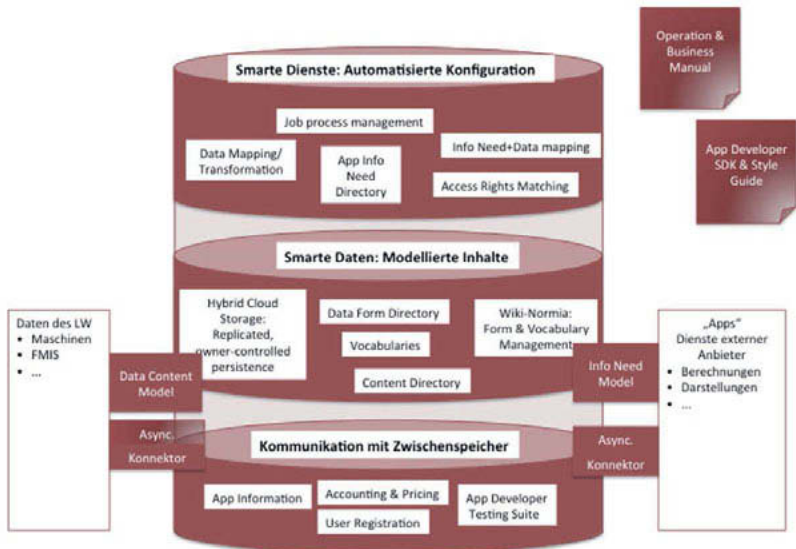 Smarte Dienste: Automatisierte Konfiguration
Job process management
Data Mapping/
Transformation
App Info
Need
Directory
Info Need+Data mapping
Access Rights Matching
Operation &
Business
Manual
App Developer
SDK & Style
Guide
Smarte Daten: Modellierte Inhalte
Hybrid Cloud
Storage:
Replicated,
owner-controlled
persistence
Data Form Directory
Vocabularies
Content Directory
Wiki-Normia:
Form & Vocabulary
Management
Daten des LW
▪ Maschinen
▪ FMIS
▪ ...
Data Content
Model
Async.
Konnektor
Info Need
Model
Async.
Konnektor
„Apps“
Dienste externer
Anbieter
▪ Berechnungen
▪ Darstellungen
▪ ...
Kommunikation mit Zwischenspeicher
App Information
Accounting & Pricing
User Registration
App Developer
Testing Suite